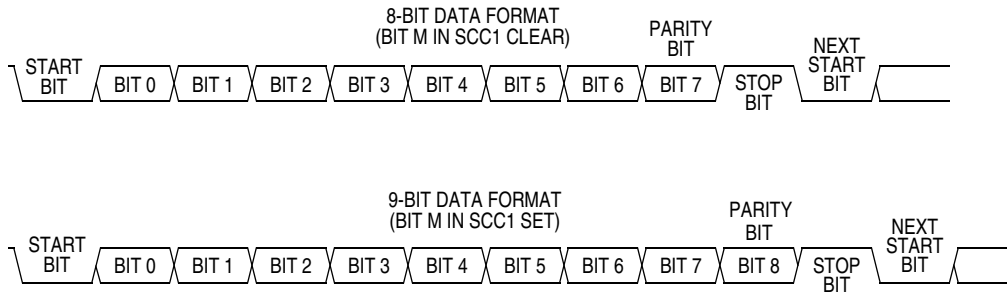 8-BIT DATA FORMAT
(BIT M IN SCC1 CLEAR)
PARITY
BIT
START
BIT
BIT 0
BIT 1
BIT 2
BIT 3
BIT 4
BIT 5
BIT 6
BIT 7
STOP
BIT
NEXT
START
BIT
9-BIT DATA FORMAT
(BIT M IN SCC1 SET)
PARITY
BIT
START
BIT
BIT 0
BIT 1
BIT 2
BIT 3
BIT 4
BIT 5
BIT 6
BIT 7
BIT 8
STOP
BIT
NEXT
START
BIT